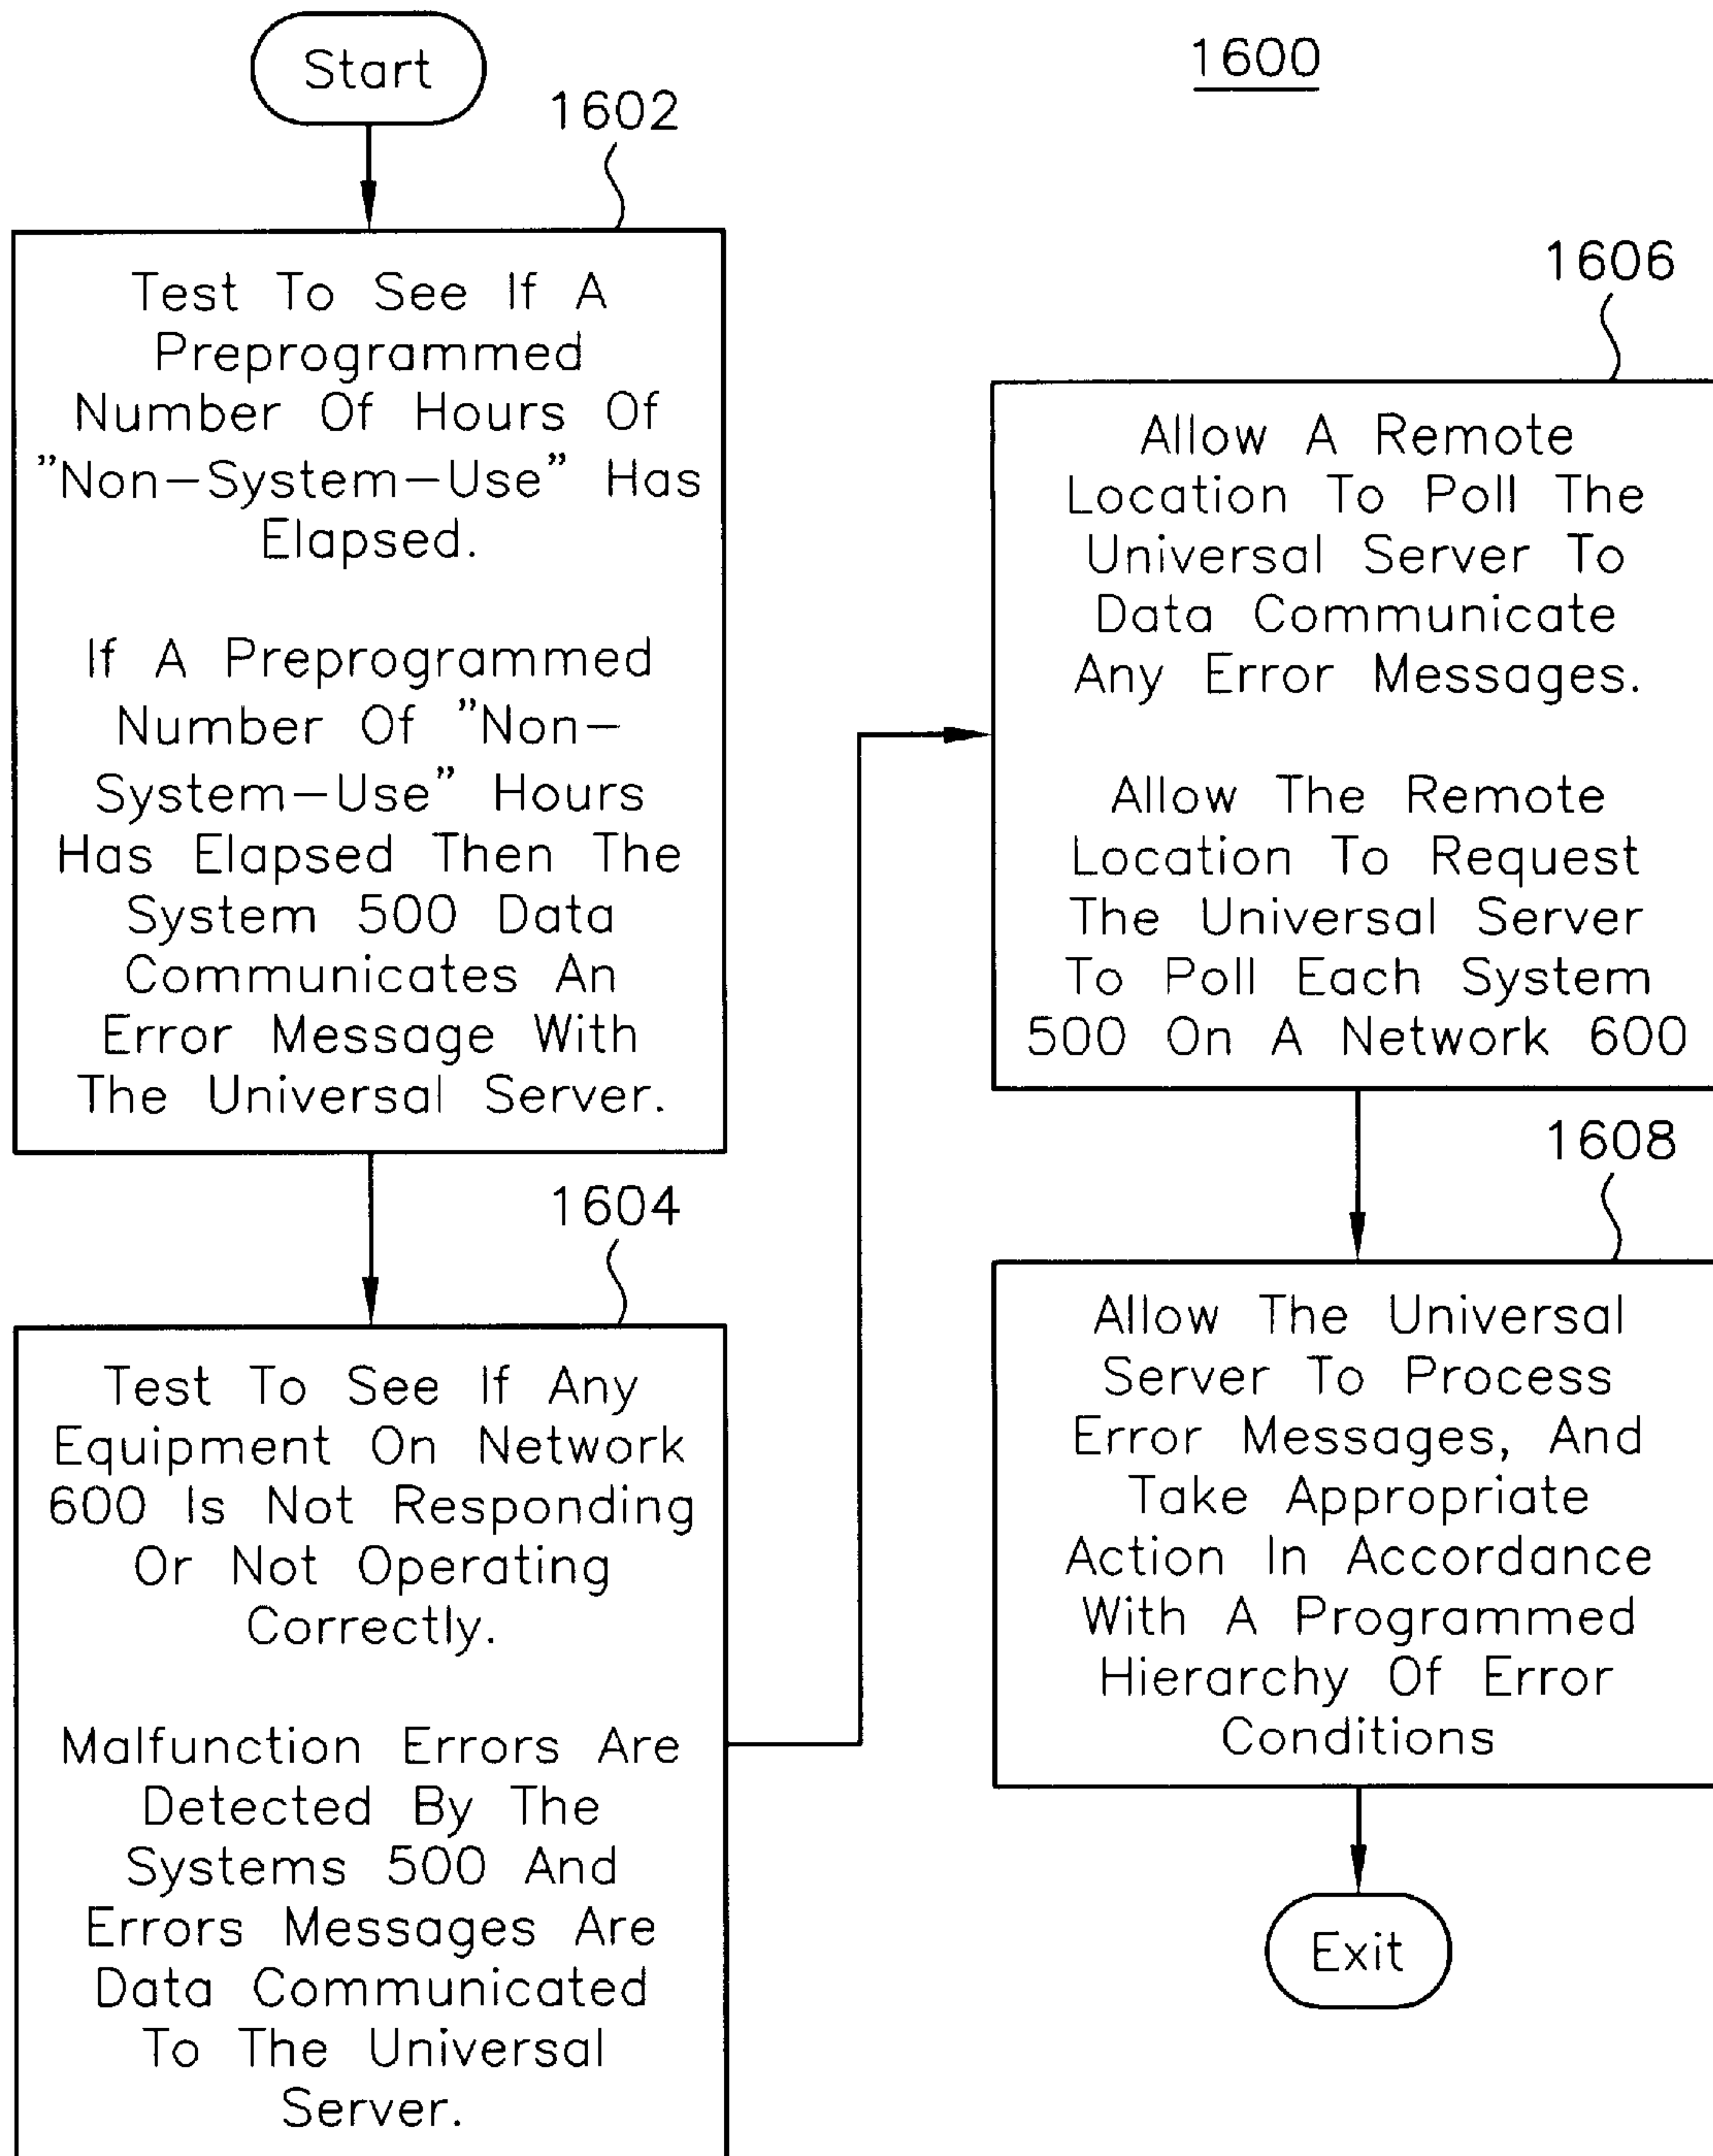 Start
1600
1602
Test To See If A
Preprogrammed
Number Of Hours Of
"Non-System-Use" Has
Elapsed.
If A Preprogrammed
Number Of "Non-
System-Use" Hours
Has Elapsed Then The
System 500 Data
Communicates An
Error Message With
The Universal Server.
1604
Test To See If Any
Equipment On Network
600 Is Not Responding
Or Not Operating
Correctly.
Malfunction Errors Are
Detected By The
Systems 500 And
Errors Messages Are
Data Communicated
To The Universal
Server.
1606
Allow A Remote
Location To Poll The
Universal Server To
Data Communicate
Any Error Messages.
Allow The Remote
Location To Request
The Universal Server
To Poll Each System
500 On A Network 600
1608
Allow The Universal
Server To Process
Error Messages, And
Take Appropriate
Action In Accordance
With A Programmed
Hierarchy Of Error
Conditions
Exit